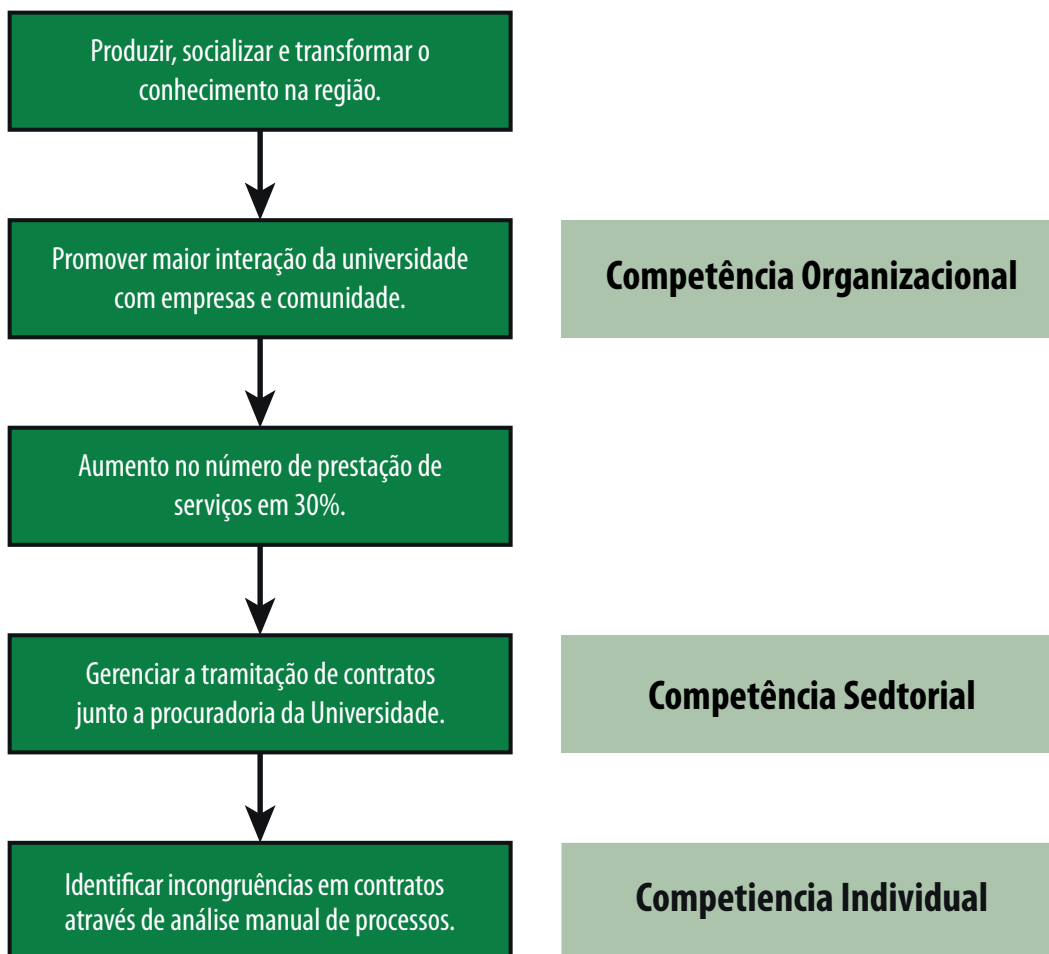 Produzir, socializar e transformar o
conhecimento na região.
Promover maior interação da universidade
com empresas e comunidade.
Competência Organizacional
Aumento no número de prestação de
serviços em 30%.
Gerenciar a tramitação de contratos
junto a procuradoria da Universidade.
Competência Sedtorial
Identificar incongruências em contratos
através de análise manual de processos.
Competiencia Individual